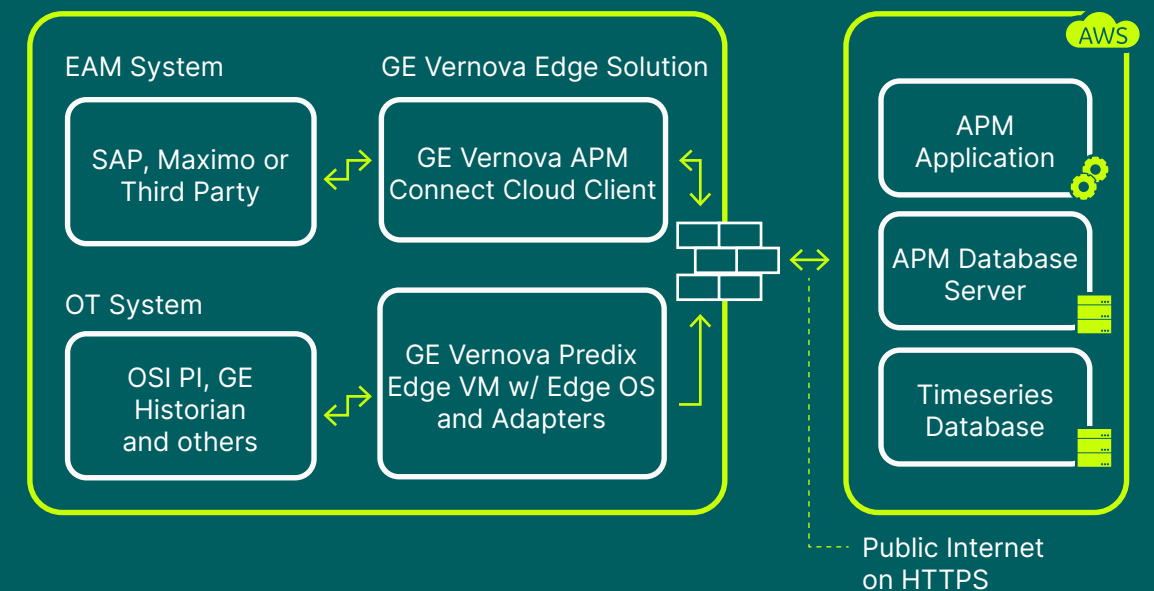 AWS
EAM System
GE Vernova Edge Solution
SAP, Maximo or
Third Party
GE Vernova APM
Connect Cloud Client
OT System
OSI PI, GE
Historian
and others
GE Vernova Predix
Edge VM w/ Edge OS
and Adapters
APM
Application
APM Database
Server
Timeseries
Database
Public Internet
on HTTPS